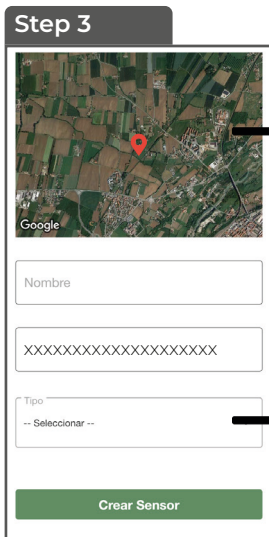 Step 3
Google
Nombre
XXXXXXXXXXXXXXXXXXXX
Tipo
-- Seleccionar --
Crear Sensor